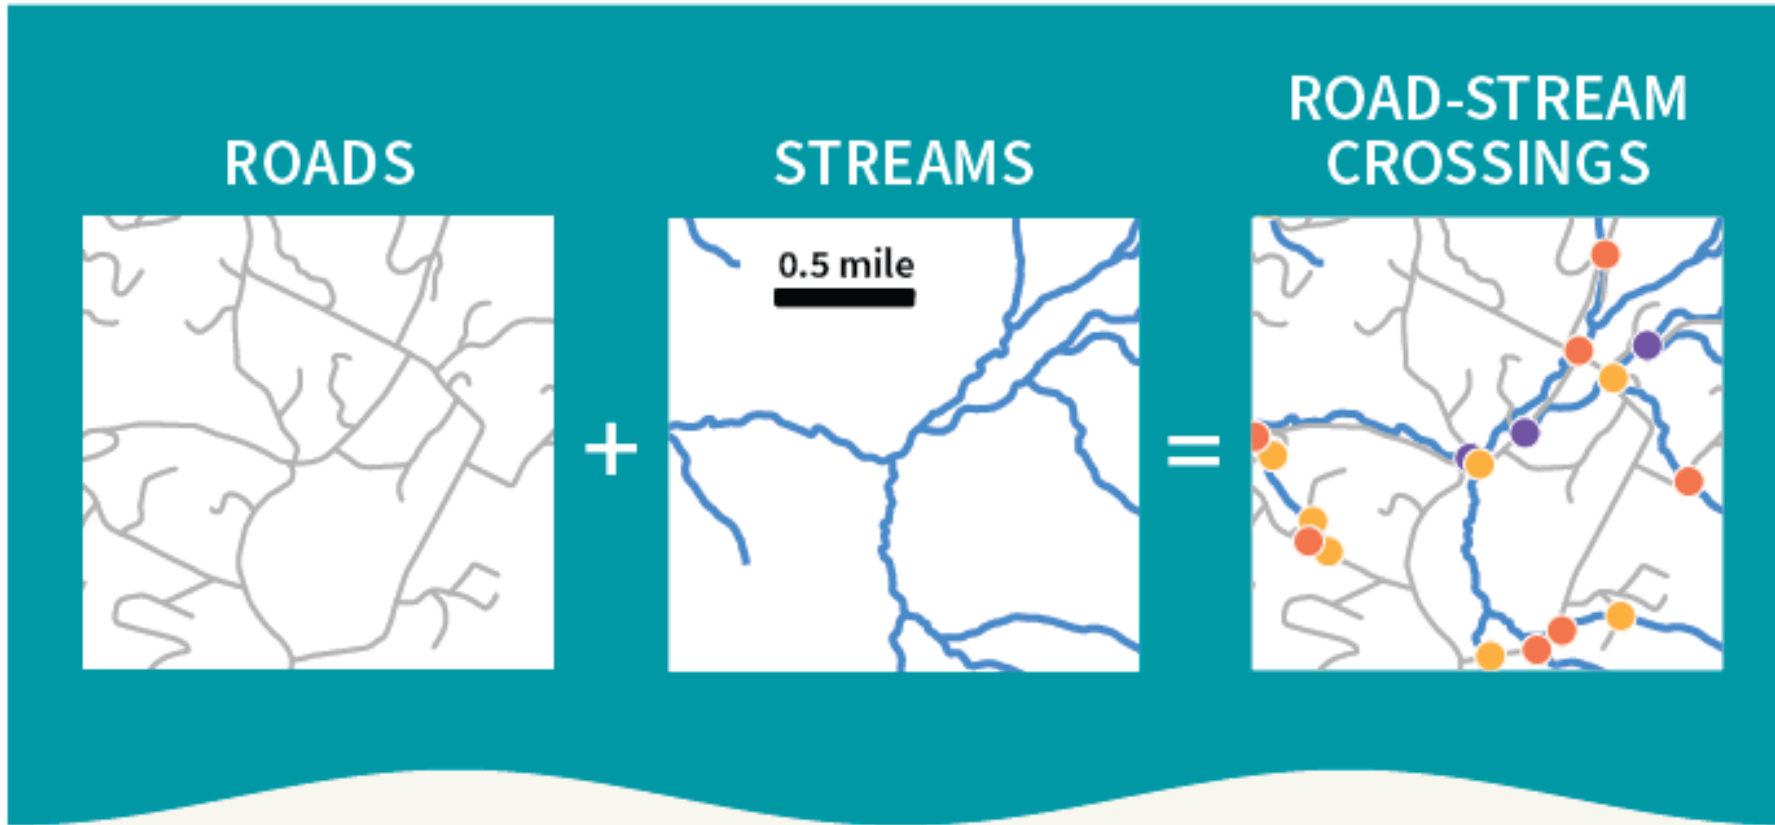 ROADS
STREAMS
ROAD-STREAM
CROSSINGS
0.5 mile
+
=